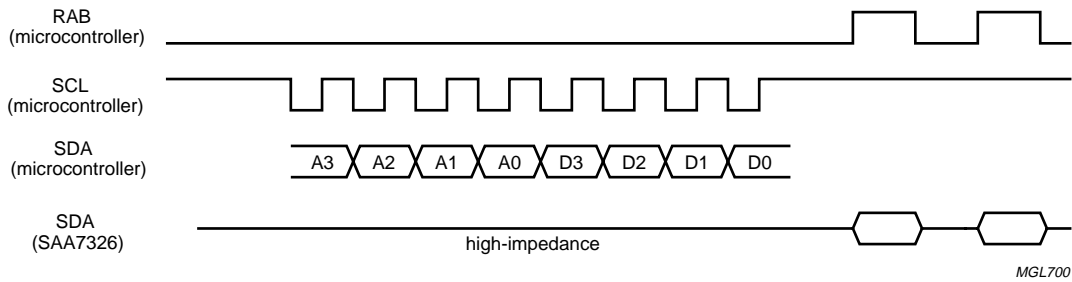 RAB
(microcontroller)
SCL
(microcontroller)
SDA
(microcontroller)
A3 A2 A1 A0 D3 D2 D1 D0
SDA
(SAA7326)
high-impedance
MGL700